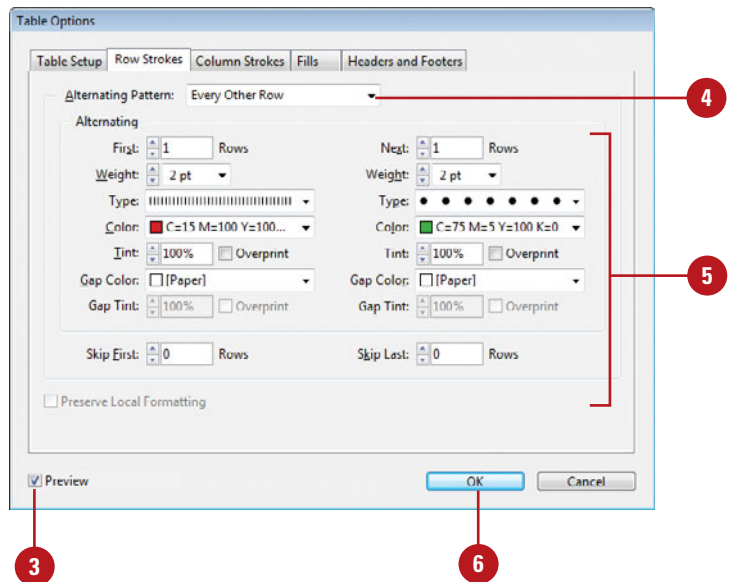 Table Options
Table Setup Row Strokes Column Strokes Fills Headers and Footers
Alternating Pattern: Every Other Row
4
Alternating
First: 1 Rows Next: 1 Rows
Weight: 2 pt Weight: 2 pt
Type: Type:
Color: C=15 M=100 Y=100... Color: C=75 M=5 Y=100 K=0
Tint: 100% Overprint Tint: 100% Overprint
5
Gap Color: [Paper] Gap Color: [Paper]
Gap Tint: 100% Overprint Gap Tint: 100% Overprint
Skip First: 0 Rows Skip Last: 0 Rows
Preserve Local Formatting
Preview OK Cancel
3 6